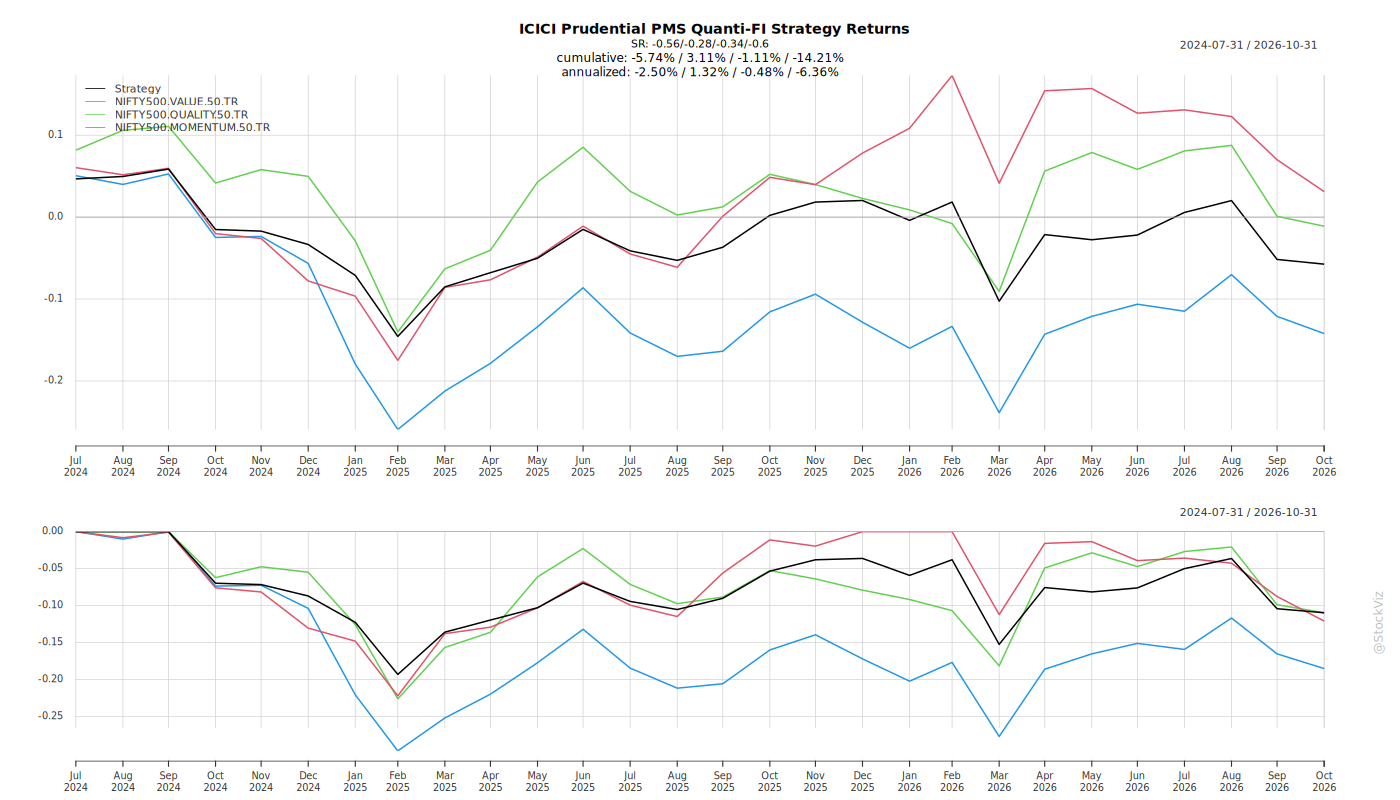 ICICI Prudential PMS Quanti-FI Strategy Returns
SR: -0.56/-0.28/-0.34/-0.6
cumulative: -5.74% / 3.11% / -1.11% / -14.21%
annualized: -2.50% / 1.32% / -0.48% / -6.36%
2024-07-31 / 2026-10-31
Strategy
NIFTY500.VALUE.50.TR
NIFTY500.QUALITY.50.TR
NIFTY500.MOMENTUM.50.TR
0.1
0.0
-0.1
-0.2
Jul Aug Sep Oct Nov Dec Jan Feb Mar Apr May Jun Jul Aug Sep Oct Nov Dec Jan Feb Mar Apr May Jun Jul Aug Sep Oct
2024 2024 2024 2024 2024 2024 2025 2025 2025 2025 2025 2025 2025 2025 2025 2025 2025 2025 2026 2026 2026 2026 2026 2026 2026 2026 2026 2026
2024-07-31 / 2026-10-31
0.00
-0.05
-0.10
-0.15
-0.20
-0.25
Jul Aug Sep Oct Nov Dec Jan Feb Mar Apr May Jun Jul Aug Sep Oct Nov Dec Jan Feb Mar Apr May Jun Jul Aug Sep Oct
2024 2024 2024 2024 2024 2024 2025 2025 2025 2025 2025 2025 2025 2025 2025 2025 2025 2025 2026 2026 2026 2026 2026 2026 2026 2026 2026 2026
@StockViz